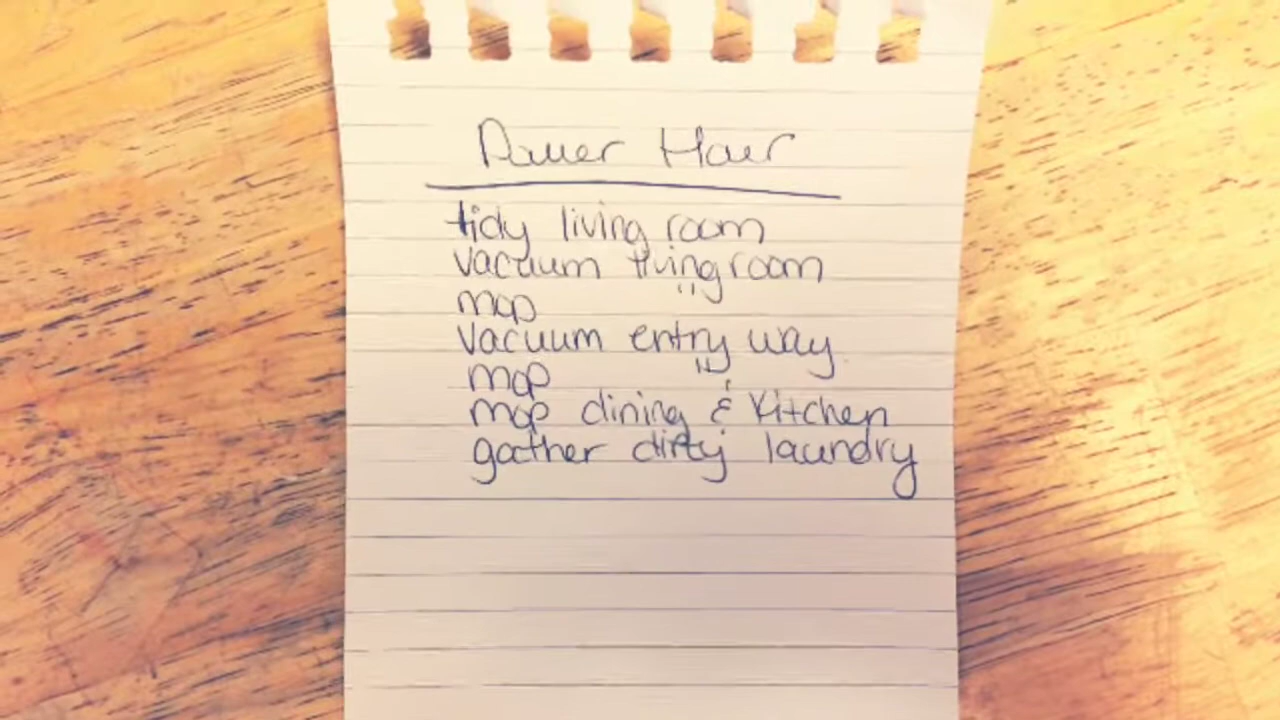 Power Hour
tidy living room
vacuum living room
mop "
vacuum entry way
mop "
mop dining & kitchen
gather dirty laundry